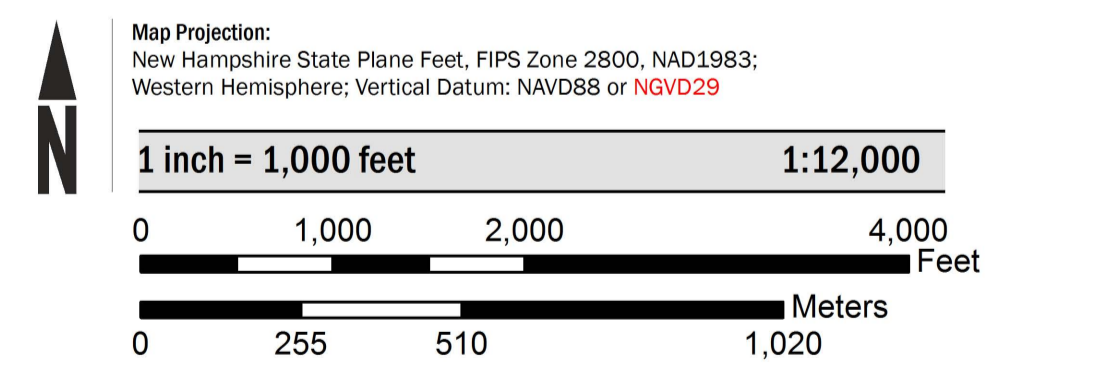 Map Projection:
New Hampshire State Plane Feet, FIPS Zone 2800, NAD1983;
Western Hemisphere; Vertical Datum: NAVD88 or NGVD29
N
1 inch = 1,000 feet 1:12,000
0 1,000 2,000 4,000
Feet
Meters
0 255 510 1,020